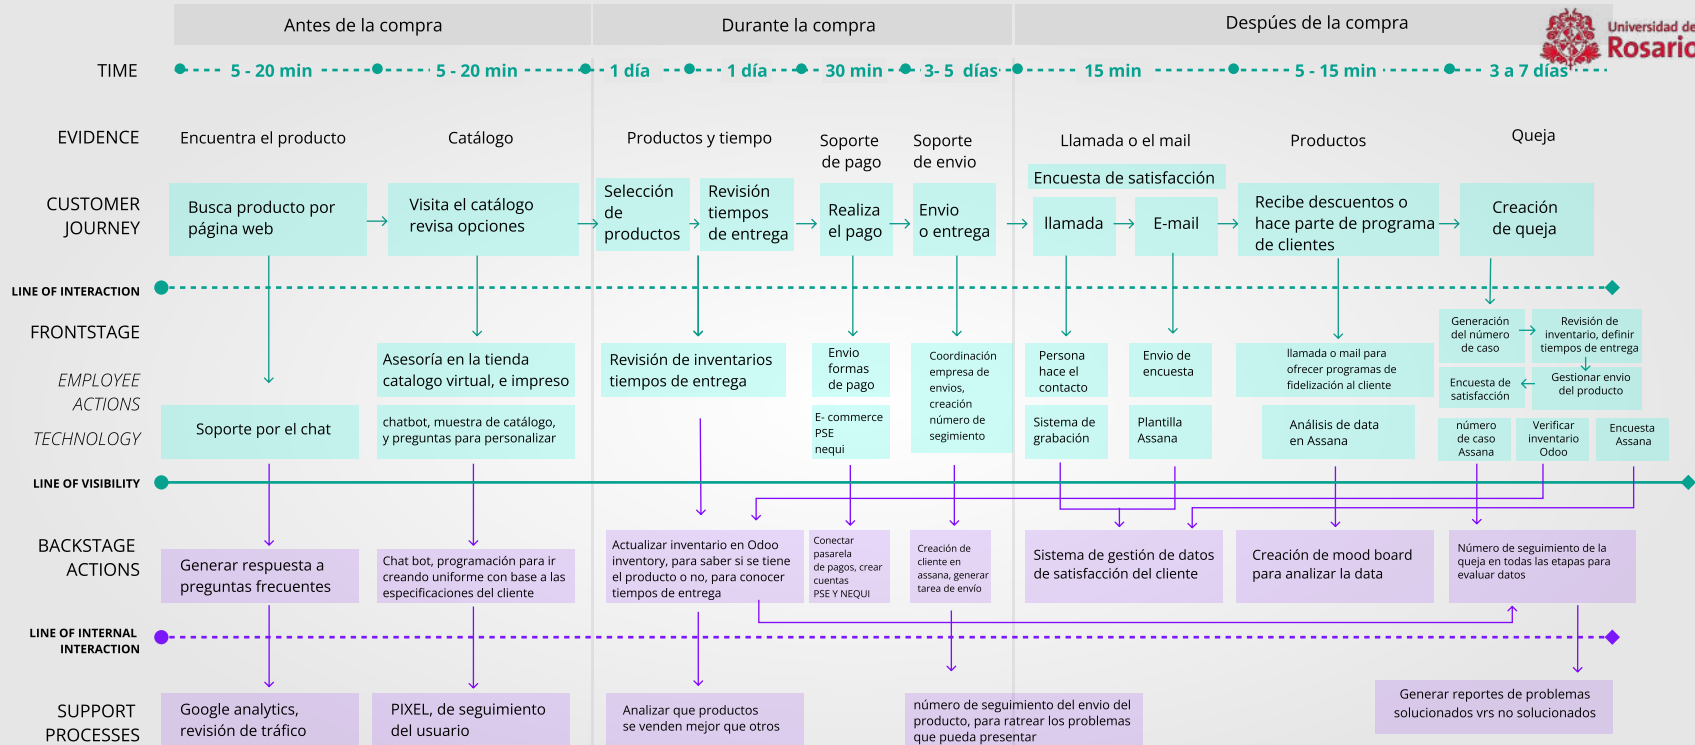 Antes de la compra
Durante la compra
Despúes de la compra
Universidad de
Rosario
TIME
5 - 20 min
5 - 20 min
1 día
1 día
30 min
3- 5 días
15 min
5 - 15 min
3 a 7 días
EVIDENCE
Encuentra el producto
Catálogo
Productos y tiempo
Soporte
de pago
Soporte
de envio
Llamada o el mail
Productos
Queja
CUSTOMER
JOURNEY
Busca producto por
página web
Visita el catálogo
revisa opciones
Selección
de
productos
Revisión
tiempos
de entrega
Realiza
el pago
Envio
o entrega
Encuesta de satisfacción
llamada
E-mail
Recibe descuentos o
hace parte de programa
de clientes
Creación
de queja
LINE OF INTERACTION
FRONTSTAGE
EMPLOYEE
ACTIONS
Asesoría en la tienda
catalogo virtual, e impreso
Revisión de inventarios
tiempos de entrega
Envio
formas
de pago
Coordinación
empresa de
envios,
creación
número de
segimiento
Persona
hace el
contacto
Envio de
encuesta
llamada o mail para
ofrecer programas de
fidelización al cliente
Generación
del número
de caso
Revisión de
inventario, definir
tiempos de entrega
Encuesta de
satisfacción
Gestionar envio
del producto
TECHNOLOGY
Soporte por el chat
chatbot, muestra de catálogo,
y preguntas para personalizar
E- commerce
PSE
nequi
Sistema de
grabación
Plantilla
Assana
Análisis de data
en Assana
número
de caso
Assana
Verificar
inventario
Odoo
Encuesta
Assana
LINE OF VISIBILITY
BACKSTAGE
ACTIONS
Generar respuesta a
preguntas frecuentes
Chat bot, programación para ir
creando uniforme con base a las
especificaciones del cliente
Actualizar inventario en Odoo
inventory, para saber si se tiene
el producto o no, para conocer
tiempos de entrega
Conectar
pasarela
de pagos, crear
cuentas
PSE Y NEQUI
Creación de
cliente en
assana, generar
tarea de envío
Sistema de gestión de datos
de satisfacción del cliente
Creación de mood board
para analizar la data
Número de seguimiento de la
queja en todas las etapas para
evaluar datos
LINE OF INTERNAL
INTERACTION
SUPPORT
PROCESSES
Google analytics,
revisión de tráfico
PIXEL, de seguimiento
del usuario
Analizar que productos
se venden mejor que otros
número de seguimiento del envio del
producto, para ratrear los problemas
que pueda presentar
Generar reportes de problemas
solucionados vrs no solucionados